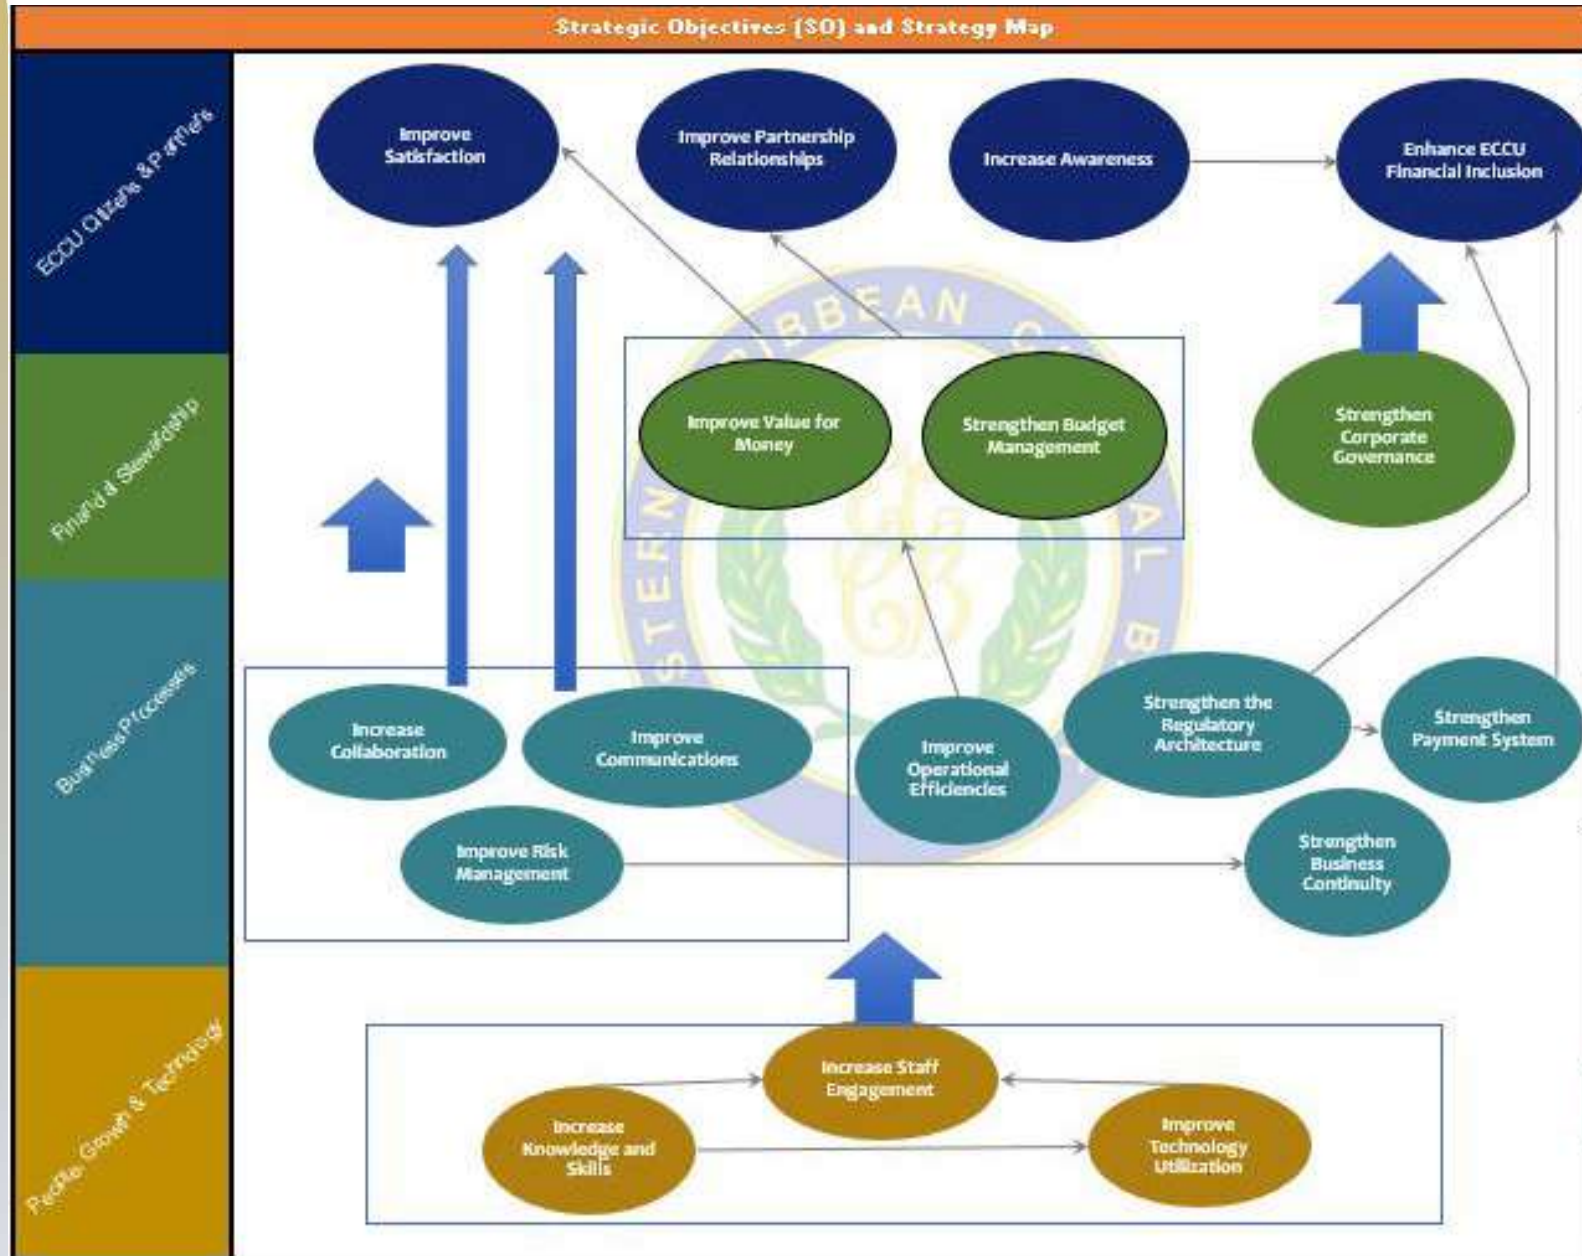 Strategic Objectives (SO) and Strategy Map
ECCU Citizens & Partners
Improve
Satisfaction
Improve Partnership
Relationships
Increase Awareness
Enhance ECCU
Financial Inclusion
Financial Stewardship
Improve Value for
Money
Strengthen Budget
Management
Strengthen
Corporate
Governance
Business Processes
Increase
Collaboration
Improve
Communications
Improve Risk
Management
Improve
Operational
Efficiencies
Strengthen the
Regulatory
Architecture
Strengthen
Payment System
Strengthen
Business
Continuity
People, Growth & Technology
Increase Staff
Engagement
Increase
Knowledge and
Skills
Improve
Technology
Utilization